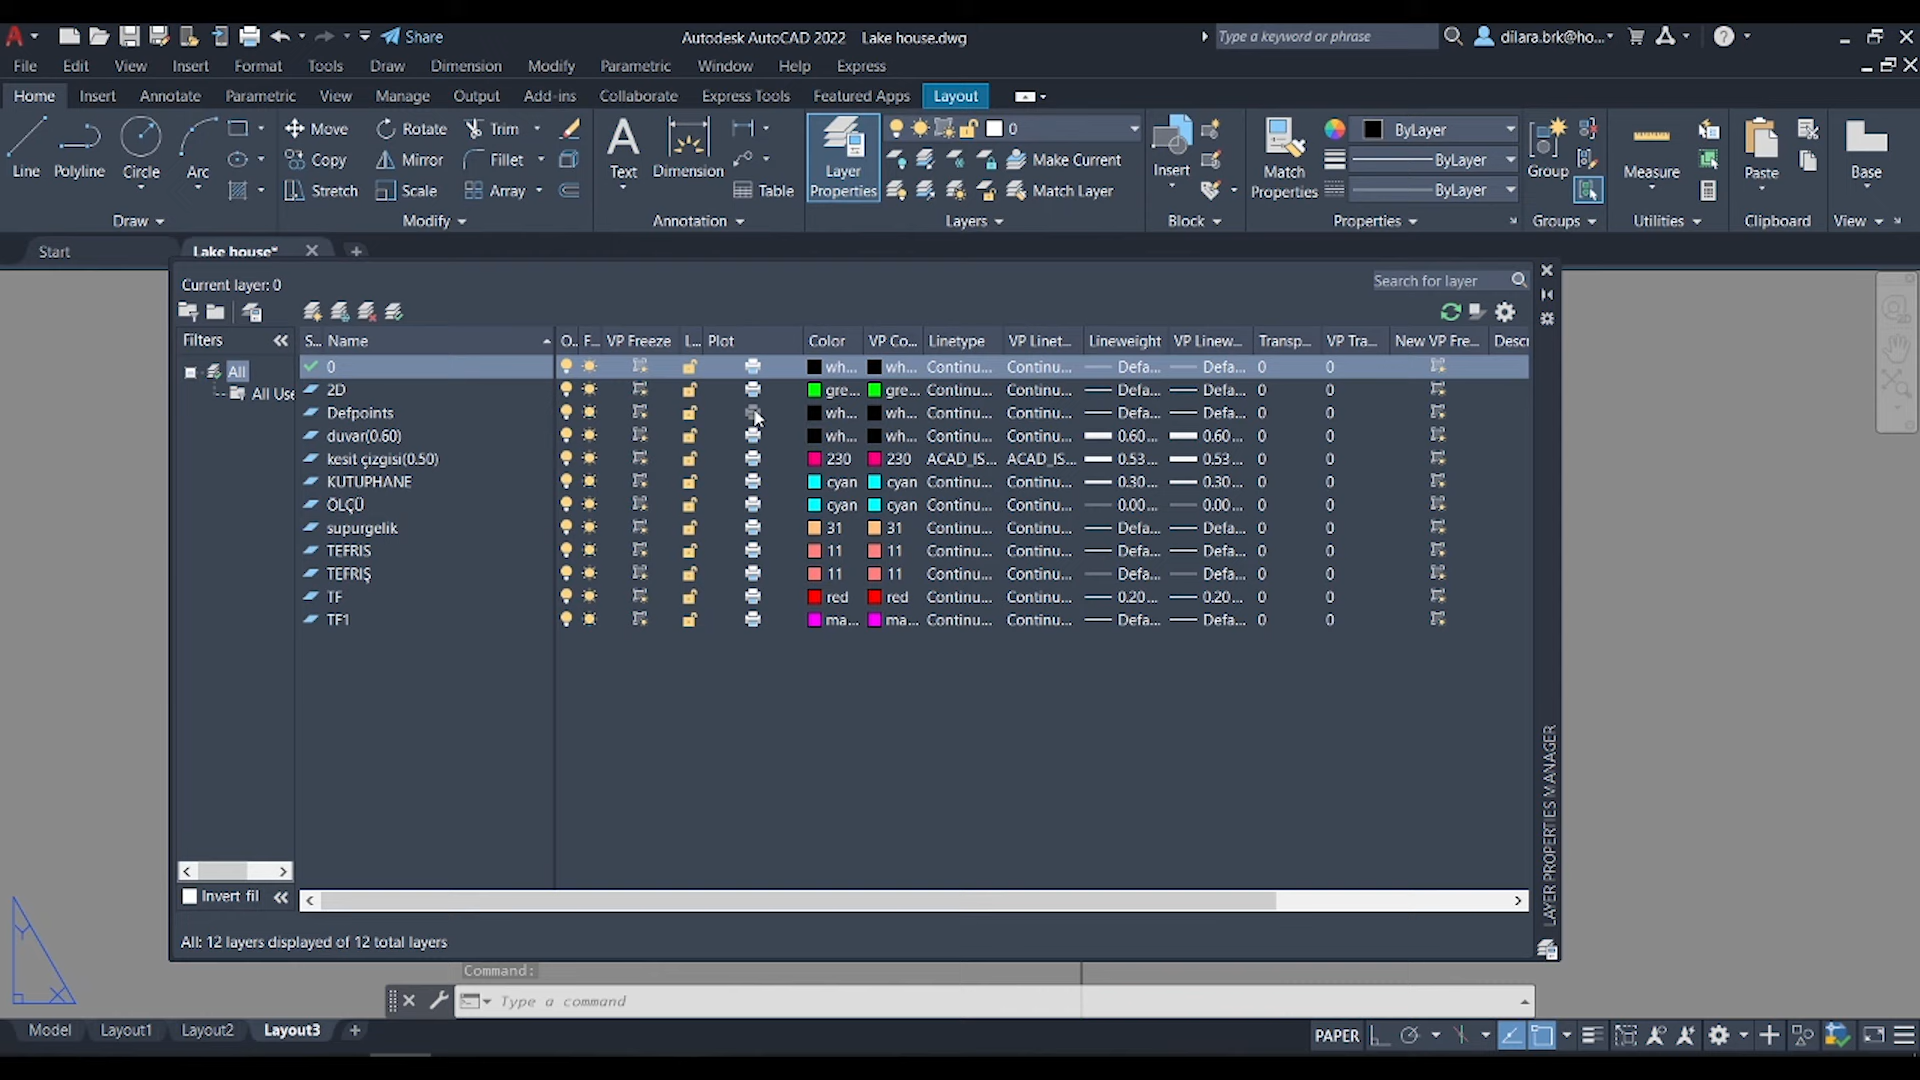 Share
Autodesk AutoCAD 2022 Lake house.dwg
Type a keyword or phrase
dilara.brk@ho...
File Edit View Insert Format Tools Draw Dimension Modify Parametric Window Help Express
Home Insert Annotate Parametric View Manage Output Add-ins Collaborate Express Tools Featured Apps Layout
Line Polyline Circle Arc
Move Rotate Trim
Copy Mirror Fillet
Stretch Scale Array
Text Dimension Table
Layer Properties
0
Make Current
Match Layer
Insert
Match Properties
ByLayer
ByLayer
ByLayer
Group Measure Paste Base
Draw Modify Annotation Layers Block Properties Groups Utilities Clipboard View
Start Lake house*
Current layer: 0
Search for layer
Filters
All
All Use
S.. Name O. F.. VP Freeze L... Plot Color VP Co... Linetype VP Linet... Lineweight VP Linew... Transp... VP Tra... New VP Fre... Descr
0 wh... wh... Continu... Continu... Defa... Defa... 0 0
2D gre... gre... Continu... Continu... Defa... Defa... 0 0
Defpoints wh... wh... Continu... Continu... Defa... Defa... 0 0
duvar(0.60) wh... wh... Continu... Continu... 0.60... 0.60... 0 0
kesit çizgisi(0.50) 230 230 ACAD_IS... ACAD_IS... 0.53... 0.53... 0 0
KUTUPHANE cyan cyan Continu... Continu... 0.30... 0.30... 0 0
ÖLÇÜ cyan cyan Continu... Continu... 0.00... 0.00... 0 0
supurgelik 31 31 Continu... Continu... Defa... Defa... 0 0
TEFRIS 11 11 Continu... Continu... Defa... Defa... 0 0
TEFRIŞ 11 11 Continu... Continu... Defa... Defa... 0 0
TF red red Continu... Continu... 0.20... 0.20... 0 0
TF1 ma... ma... Continu... Continu... Defa... Defa... 0 0
Invert fil
All: 12 layers displayed of 12 total layers
LAYER PROPERTIES MANAGER
Command:
Type a command
Y
X
Model Layout1 Layout2 Layout3
PAPER